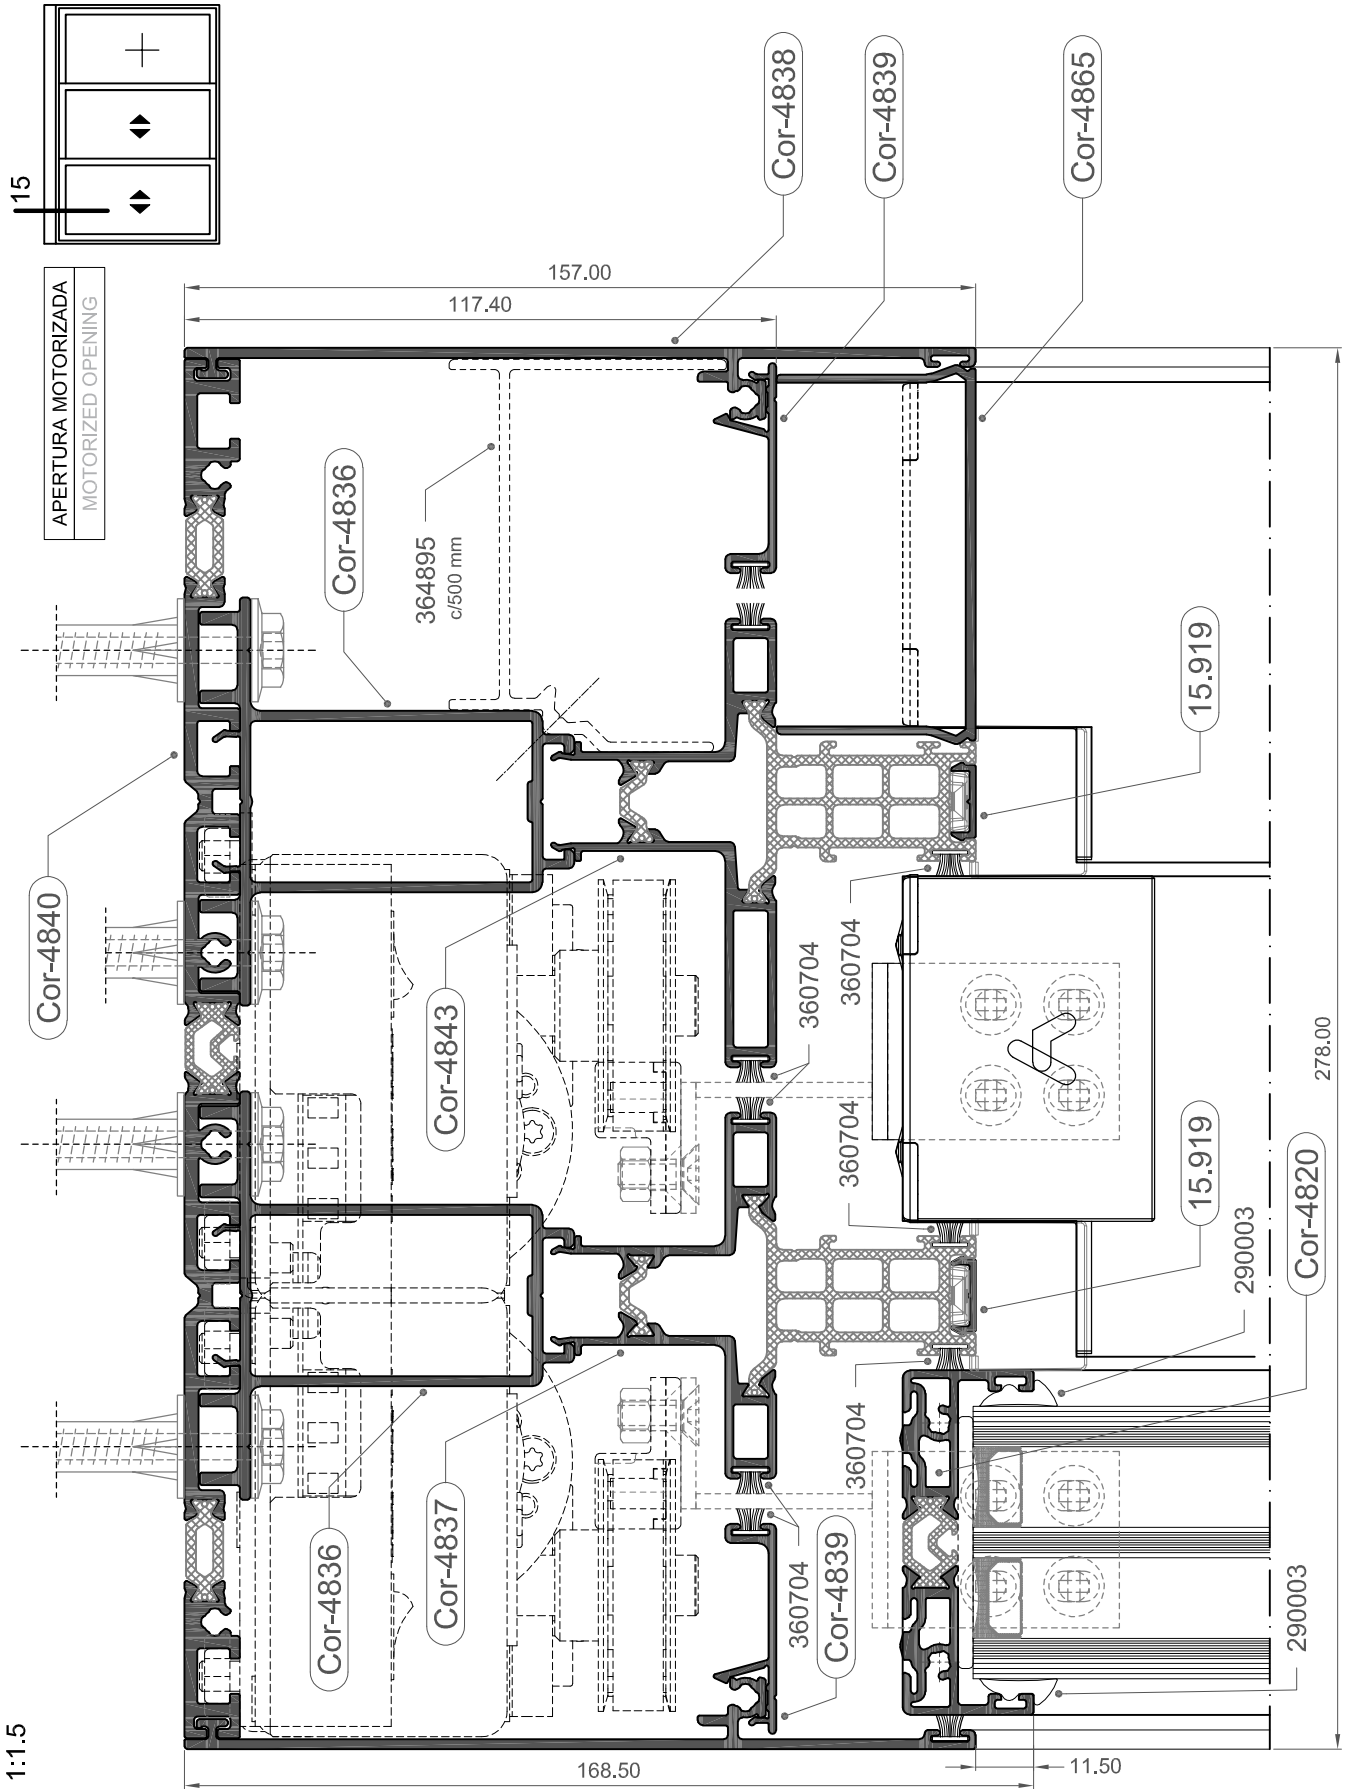 15
APERTURA MOTORIZADA
MOTORIZED OPENING
1:1.5
Cor-4838
Cor-4839
Cor-4865
157.00
117.40
Cor-4836
364895
c/500 mm
Cor-4840
Cor-4843
15.919
360704
360704
360704
15.919
290003
Cor-4820
278.00
Cor-4836
Cor-4837
360704
360704
Cor-4839
290003
168.50
11.50